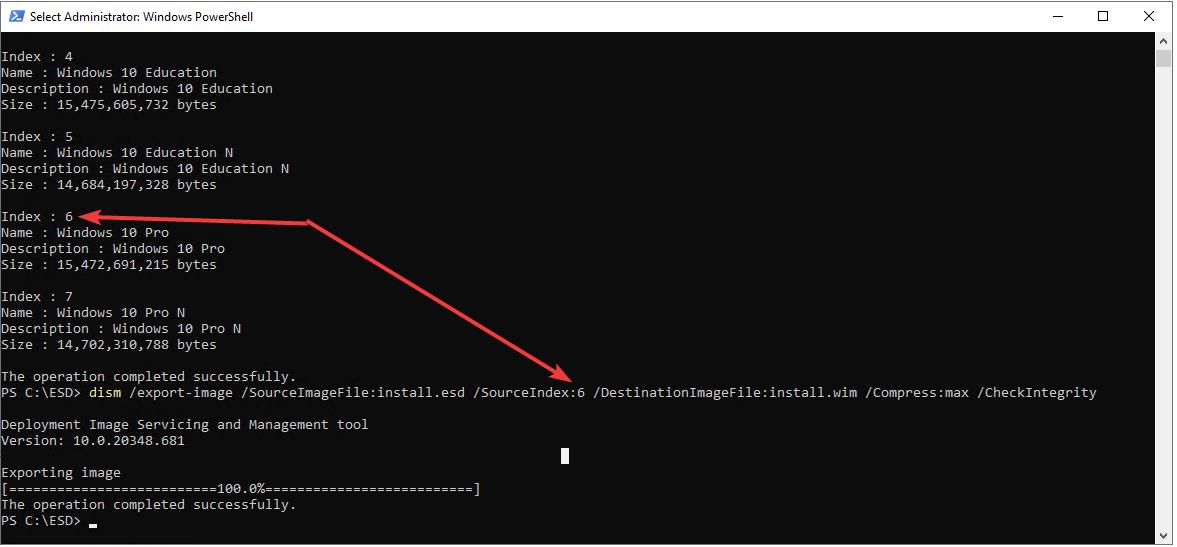 Select Administrator: Windows PowerShell
Index : 4
Name : Windows 10 Education
Description : Windows 10 Education
Size : 15,475,605,732 bytes
Index : 5
Name : Windows 10 Education N
Description : Windows 10 Education N
Size : 14,684,197,328 bytes
Index : 6
Name : Windows 10 Pro
Description : Windows 10 Pro
Size : 15,472,691,215 bytes
Index : 7
Name : Windows 10 Pro N
Description : Windows 10 Pro N
Size : 14,702,310,788 bytes
The operation completed successfully.
PS C:\ESD> dism /export-image /SourceImageFile:install.esd /SourceIndex:6 /DestinationImageFile:install.wim /Compress:max /CheckIntegrity
Deployment Image Servicing and Management tool
Version: 10.0.20348.681
Exporting image
[==========================100.0%==========================]
The operation completed successfully.
PS C:\ESD>